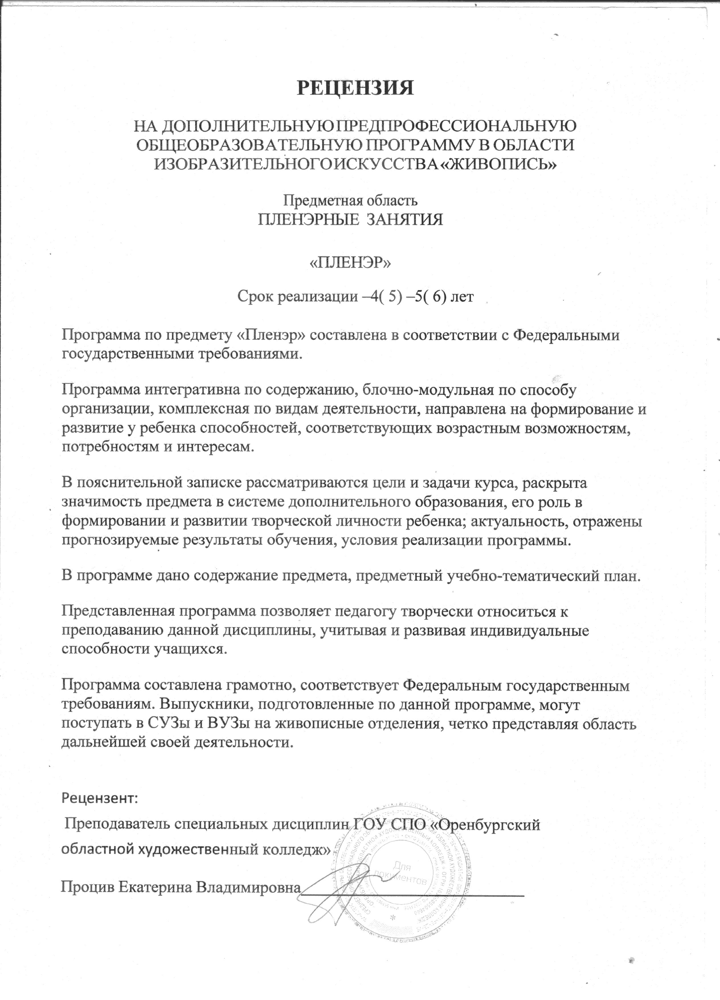 РЕЦЕНЗИЯ
НА ДОПОЛНИТЕЛЬНУЮ ПРЕДПРОФЕССИОНАЛЬНУЮ
ОБЩЕОБРАЗОВАТЕЛЬНУЮ ПРОГРАММУ В ОБЛАСТИ
ИЗОБРАЗИТЕЛЬНОГО ИСКУССТВА «ЖИВОПИСЬ»
Предметная область
ПЛЕНЭРНЫЕ ЗАНЯТИЯ
«ПЛЕНЭР»
Срок реализации –4( 5) –5( 6) лет
Программа по предмету «Пленэр» составлена в соответствии с Федеральными
государственными требованиями.
Программа интегративна по содержанию, блочно-модульная по способу
организации, комплексная по видам деятельности, направлена на формирование и
развитие у ребенка способностей, соответствующих возрастным возможностям,
потребностям и интересам.
В пояснительной записке рассматриваются цели и задачи курса, раскрыта
значимость предмета в системе дополнительного образования, его роль в
формировании и развитии творческой личности ребенка; актуальность, отражены
прогнозируемые результаты обучения, условия реализации программы.
В программе дано содержание предмета, предметный учебно-тематический план.
Представленная программа позволяет педагогу творчески относиться к
преподаванию данной дисциплины, учитывая и развивая индивидуальные
способности учащихся.
Программа составлена грамотно, соответствует Федеральным государственным
требованиям. Выпускники, подготовленные по данной программе, могут
поступать в СУЗы и ВУЗы на живописные отделения, четко представляя область
дальнейшей своей деятельности.
Рецензент:
Преподаватель специальных дисциплин ГОУ СПО «Оренбургский
областной художественный колледж»
Процив Екатерина Владимировна
Для
документов